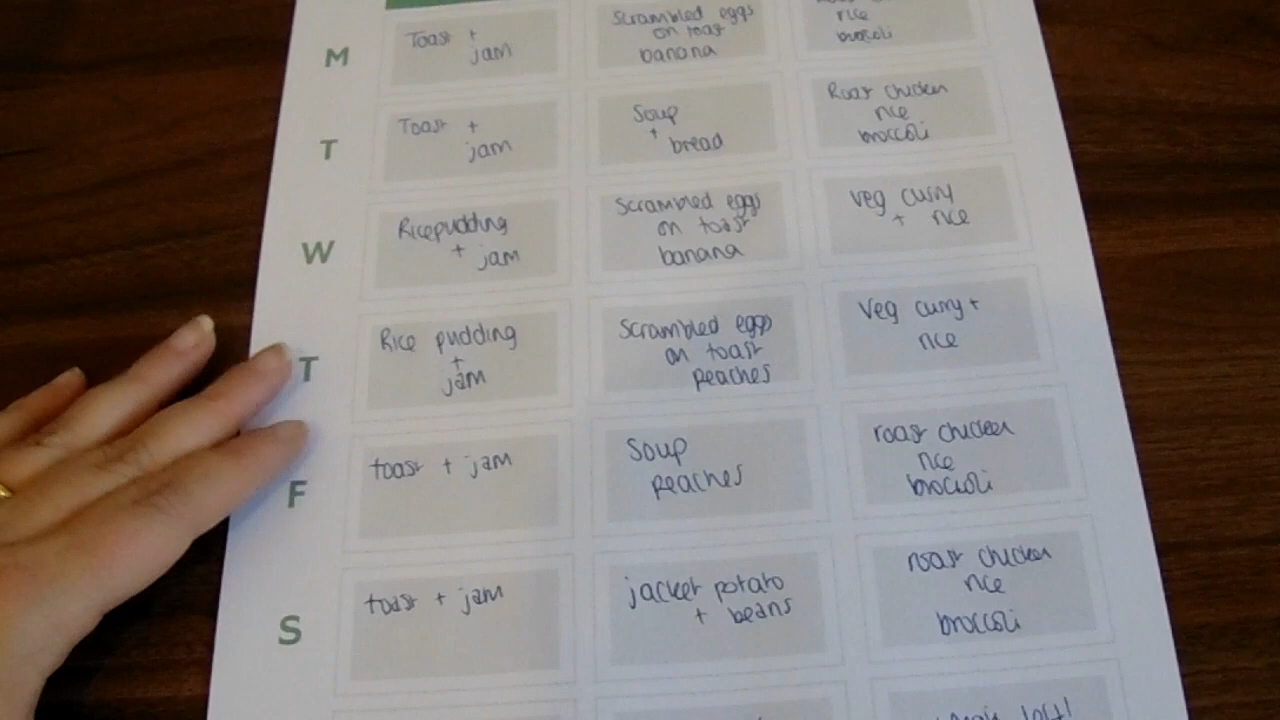 M
Toast +
jam
Scrambled eggs
on toast
banana
rice
broccoli
T
Toast +
jam
Soup
+
bread
Roast chicken
rice
broccoli
W
Ricepudding
+ jam
Scrambled eggs
on toast
banana
veg curry
+ rice
T
Rice pudding
+
jam
Scrambled eggs
on toast
peaches
Veg curry +
rice
F
toast + jam
Soup
peaches
roast chicken
rice
broccoli
S
toast + jam
jacket potato
+ beans
roast chicken
rice
broccoli